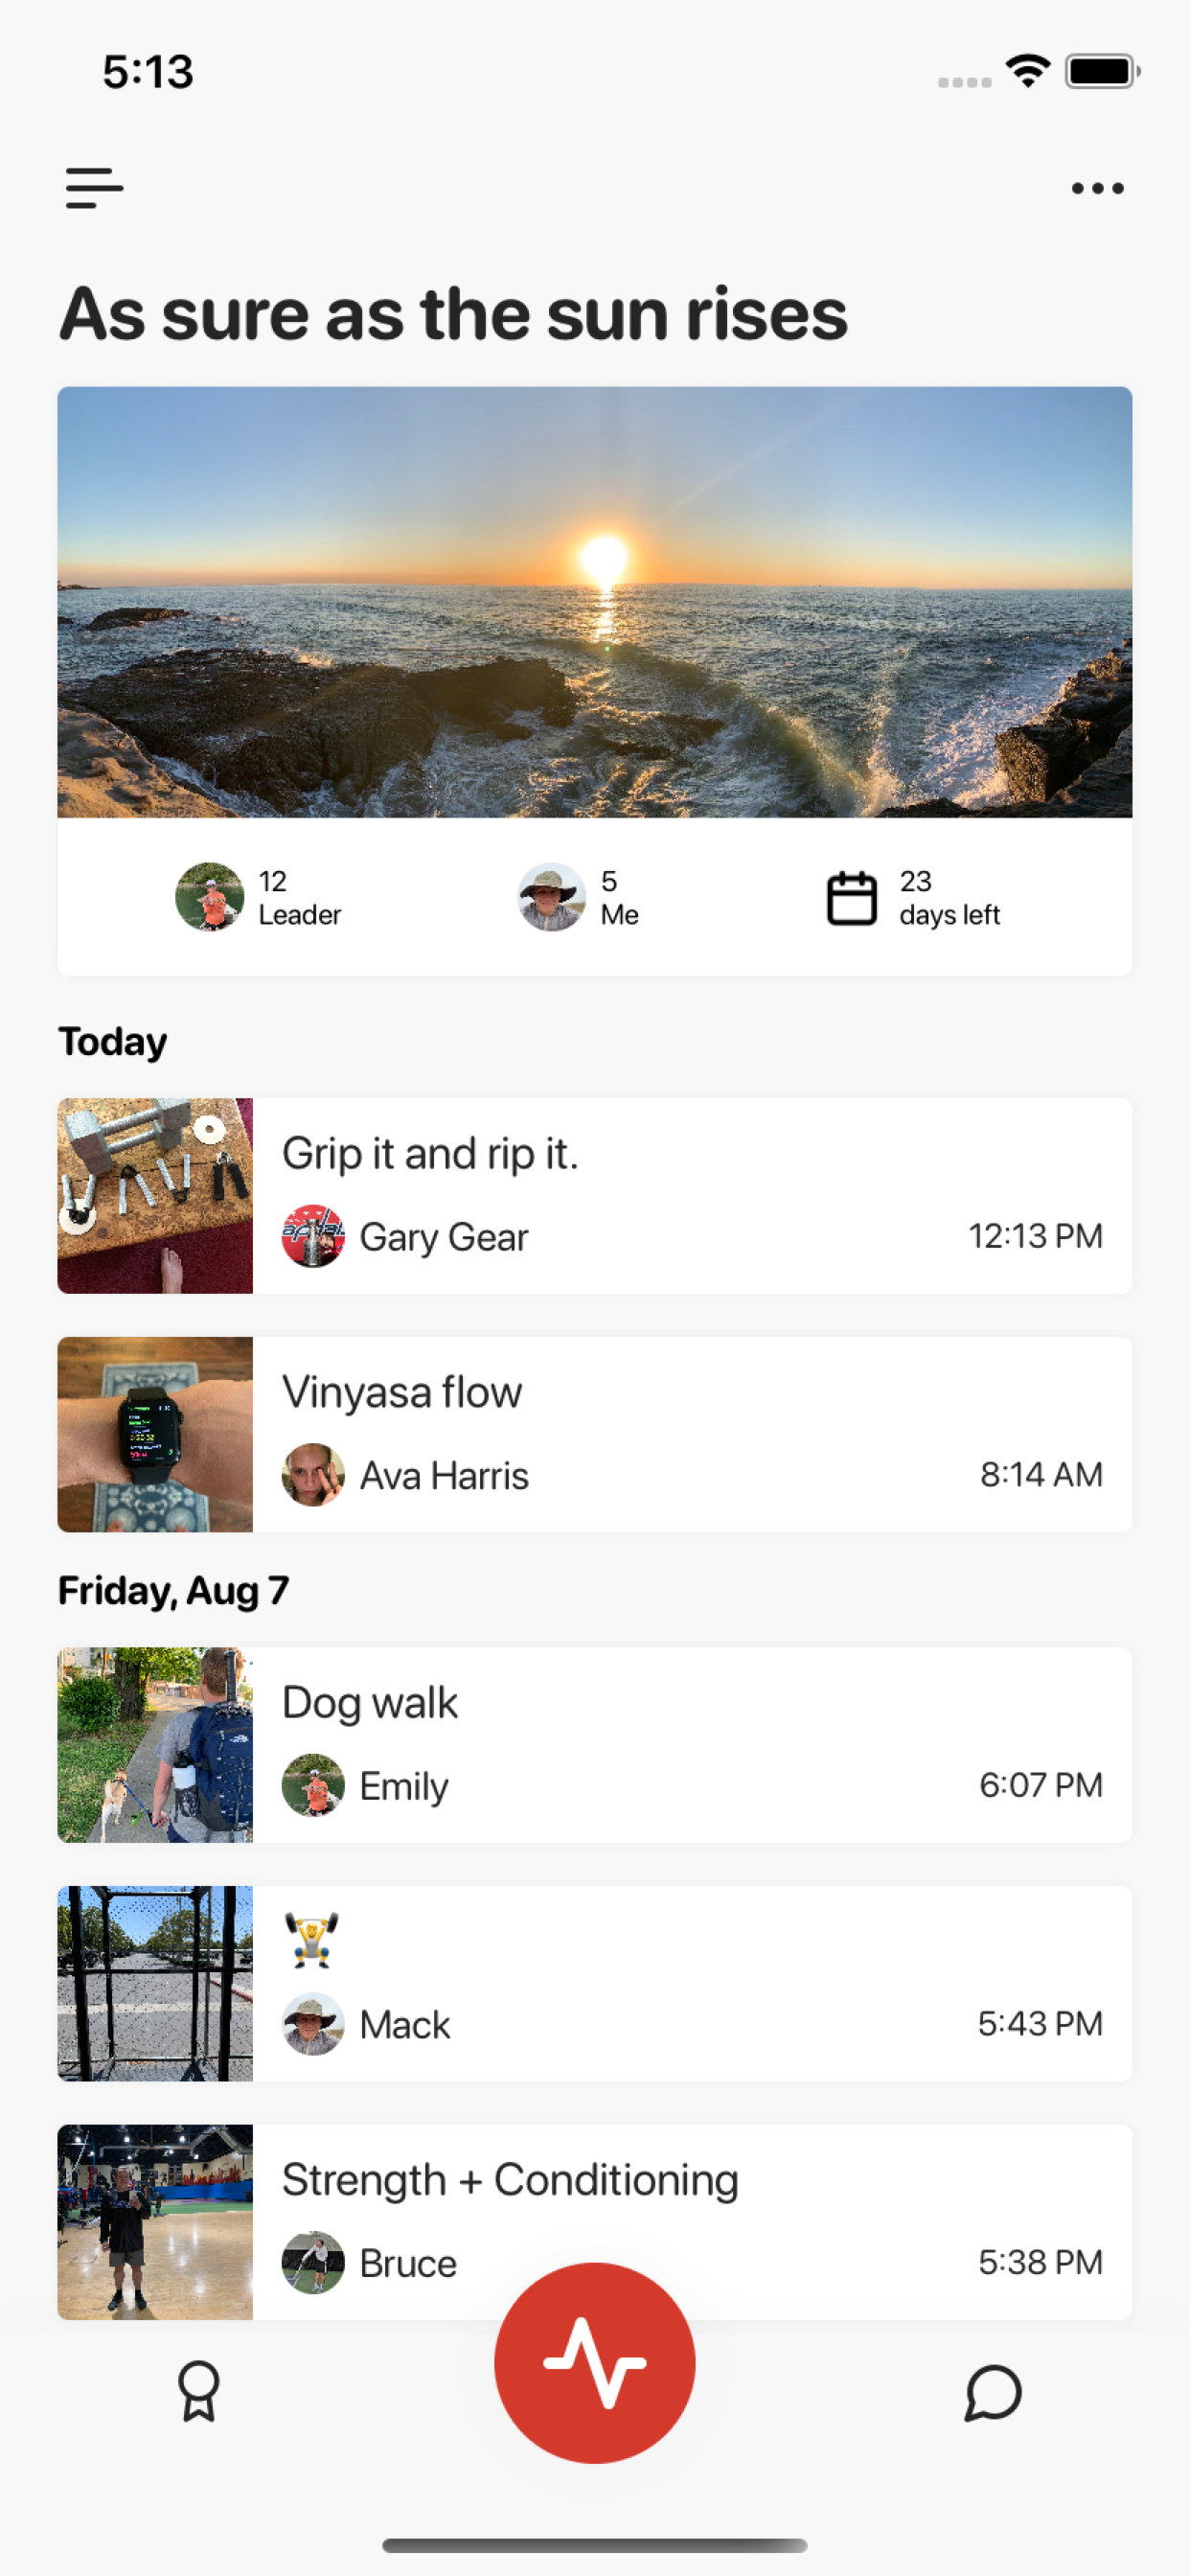 5:13
As sure as the sun rises
12
Leader
5
Me
23
days left
Today
Grip it and rip it.
Gary Gear
12:13 PM
Vinyasa flow
Ava Harris
8:14 AM
Friday, Aug 7
Dog walk
Emily
6:07 PM
Mack
5:43 PM
Strength + Conditioning
Bruce
5:38 PM